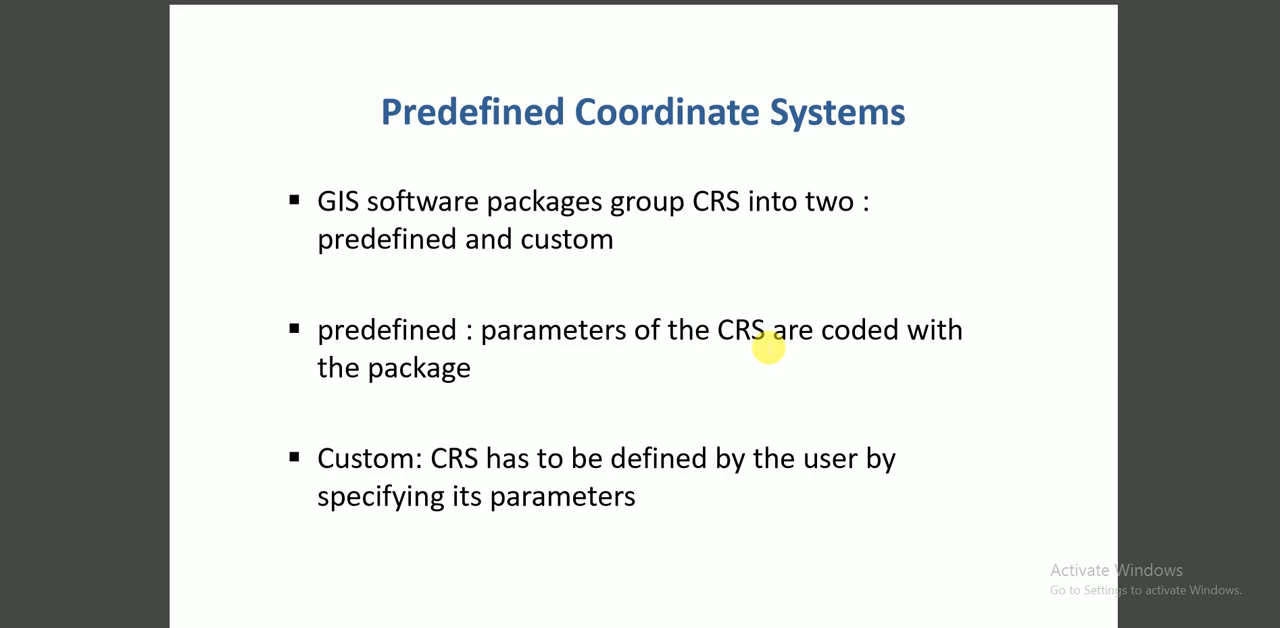 Predefined Coordinate Systems
▪ GIS software packages group CRS into two :
predefined and custom
▪ predefined : parameters of the CRS are coded with
the package
▪ Custom: CRS has to be defined by the user by
specifying its parameters
Activate Windows
Go to Settings to activate Windows.